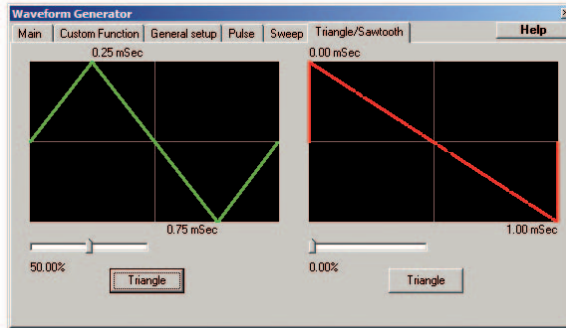 Waveform Generator
Main Custom Function General setup Pulse Sweep Triangle/Sawtooth Help
0.25 mSec 0.00 mSec
0.75 mSec 1.00 mSec
50.00% 0.00%
Triangle Triangle